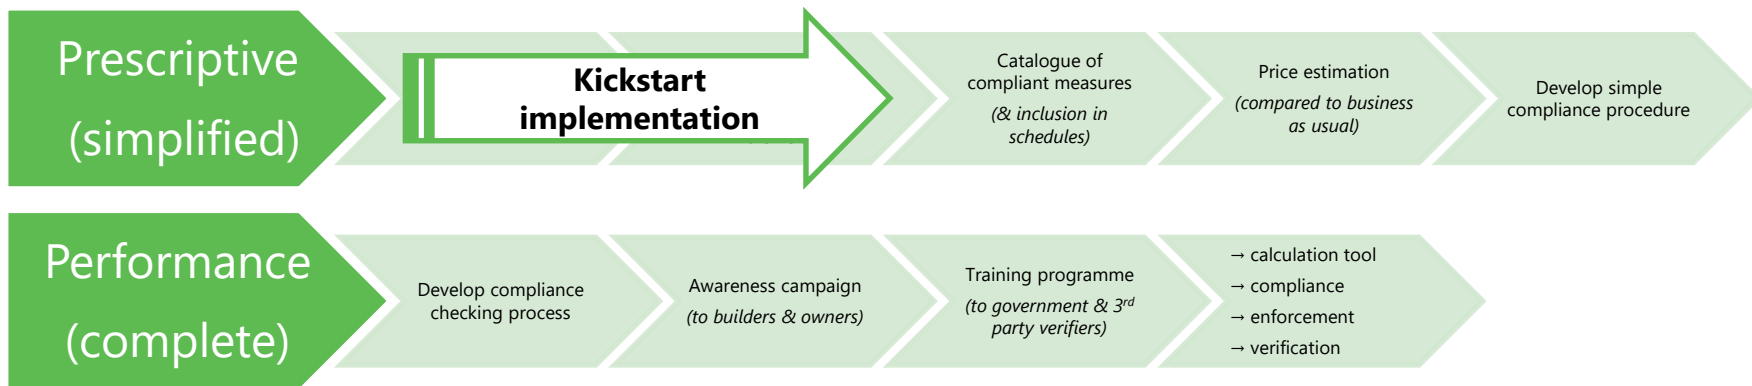 Prescriptive
(simplified)
Kickstart
implementation
Catalogue of
compliant measures
(& inclusion in
schedules)
Price estimation
(compared to business
as usual)
Develop simple
compliance procedure
Performance
(complete)
Develop compliance
checking process
Awareness campaign
(to builders & owners)
Training programme
(to government & 3rd
party verifiers)
→ calculation tool
→ compliance
→ enforcement
→ verification